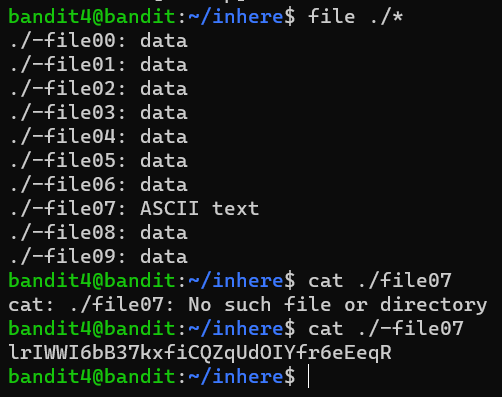 bandit4@bandit:~/inhere$ file ./*
./-file00: data
./-file01: data
./-file02: data
./-file03: data
./-file04: data
./-file05: data
./-file06: data
./-file07: ASCII text
./-file08: data
./-file09: data
bandit4@bandit:~/inhere$ cat ./file07
cat: ./file07: No such file or directory
bandit4@bandit:~/inhere$ cat ./-file07
lrIWWI6bB37kxfiCQZqUdOIYfr6eEeqR
bandit4@bandit:~/inhere$